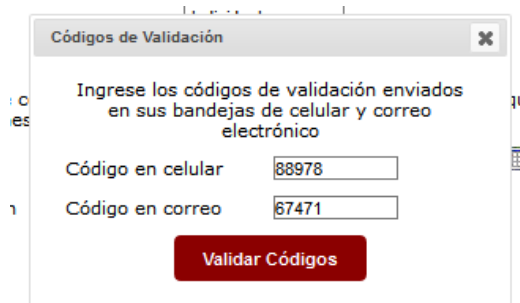 Códigos de Validación
Ingrese los códigos de validación enviados
en sus bandejas de celular y correo
electrónico
Código en celular 88978
Código en correo 67471
Validar Códigos